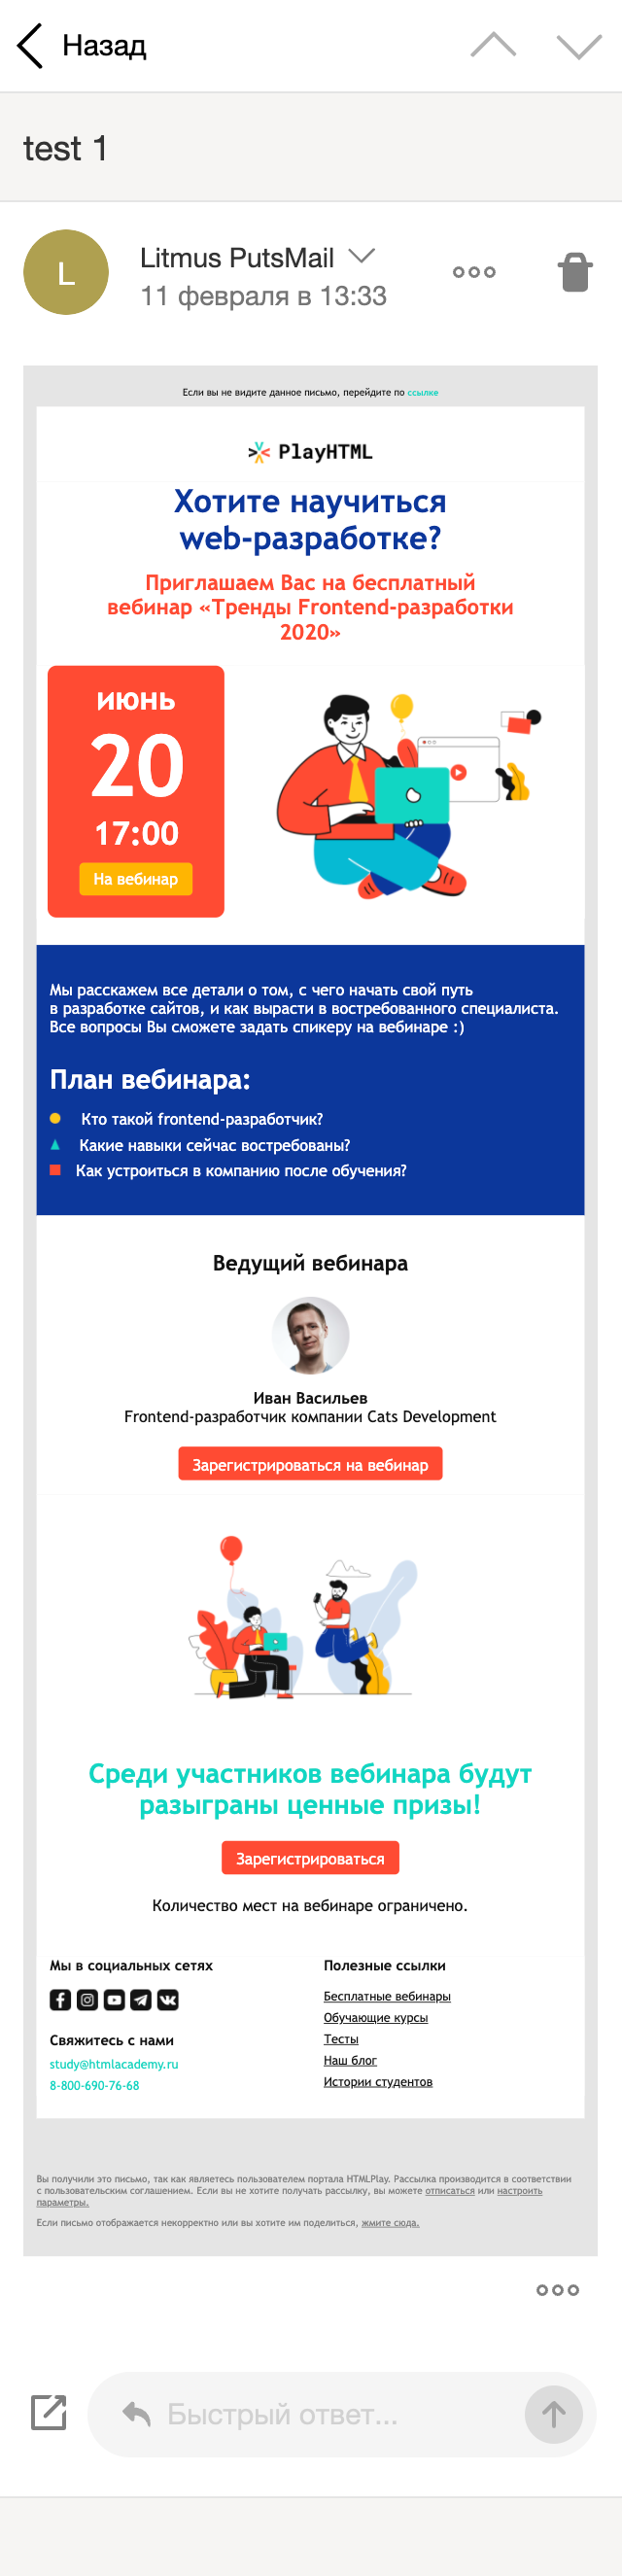 Назад
test 1
L
Litmus PutsMail
11 февраля в 13:33
Если вы не видите данное письмо, перейдите по ссылке
PlayHTML
Хотите научиться
web-разработке?
Приглашаем Вас на бесплатный
вебинар «Тренды Frontend-разработки
2020»
июнь
20
17:00
На вебинар
Мы расскажем все детали о том, с чего начать свой путь
в разработке сайтов, и как вырасти в востребованного специалиста.
Все вопросы Вы сможете задать спикеру на вебинаре :)
План вебинара:
Кто такой frontend-разработчик?
Какие навыки сейчас востребованы?
Как устроиться в компанию после обучения?
Ведущий вебинара
Иван Васильев
Frontend-разработчик компании Cats Development
Зарегистрироваться на вебинар
Среди участников вебинара будут
разыграны ценные призы!
Зарегистрироваться
Количество мест на вебинаре ограничено.
Мы в социальных сетях
Свяжитесь с нами
study@htmlacademy.ru
8-800-690-76-68
Полезные ссылки
Бесплатные вебинары
Обучающие курсы
Тесты
Наш блог
Истории студентов
Вы получили это письмо, так как являетесь пользователем портала HTMLPlay. Рассылка производится в соответствии
с пользовательским соглашением. Если вы не хотите получать рассылку, вы можете отписаться или настроить
параметры.
Если письмо отображается некорректно или вы хотите им поделиться, жмите сюда.
Быстрый ответ...